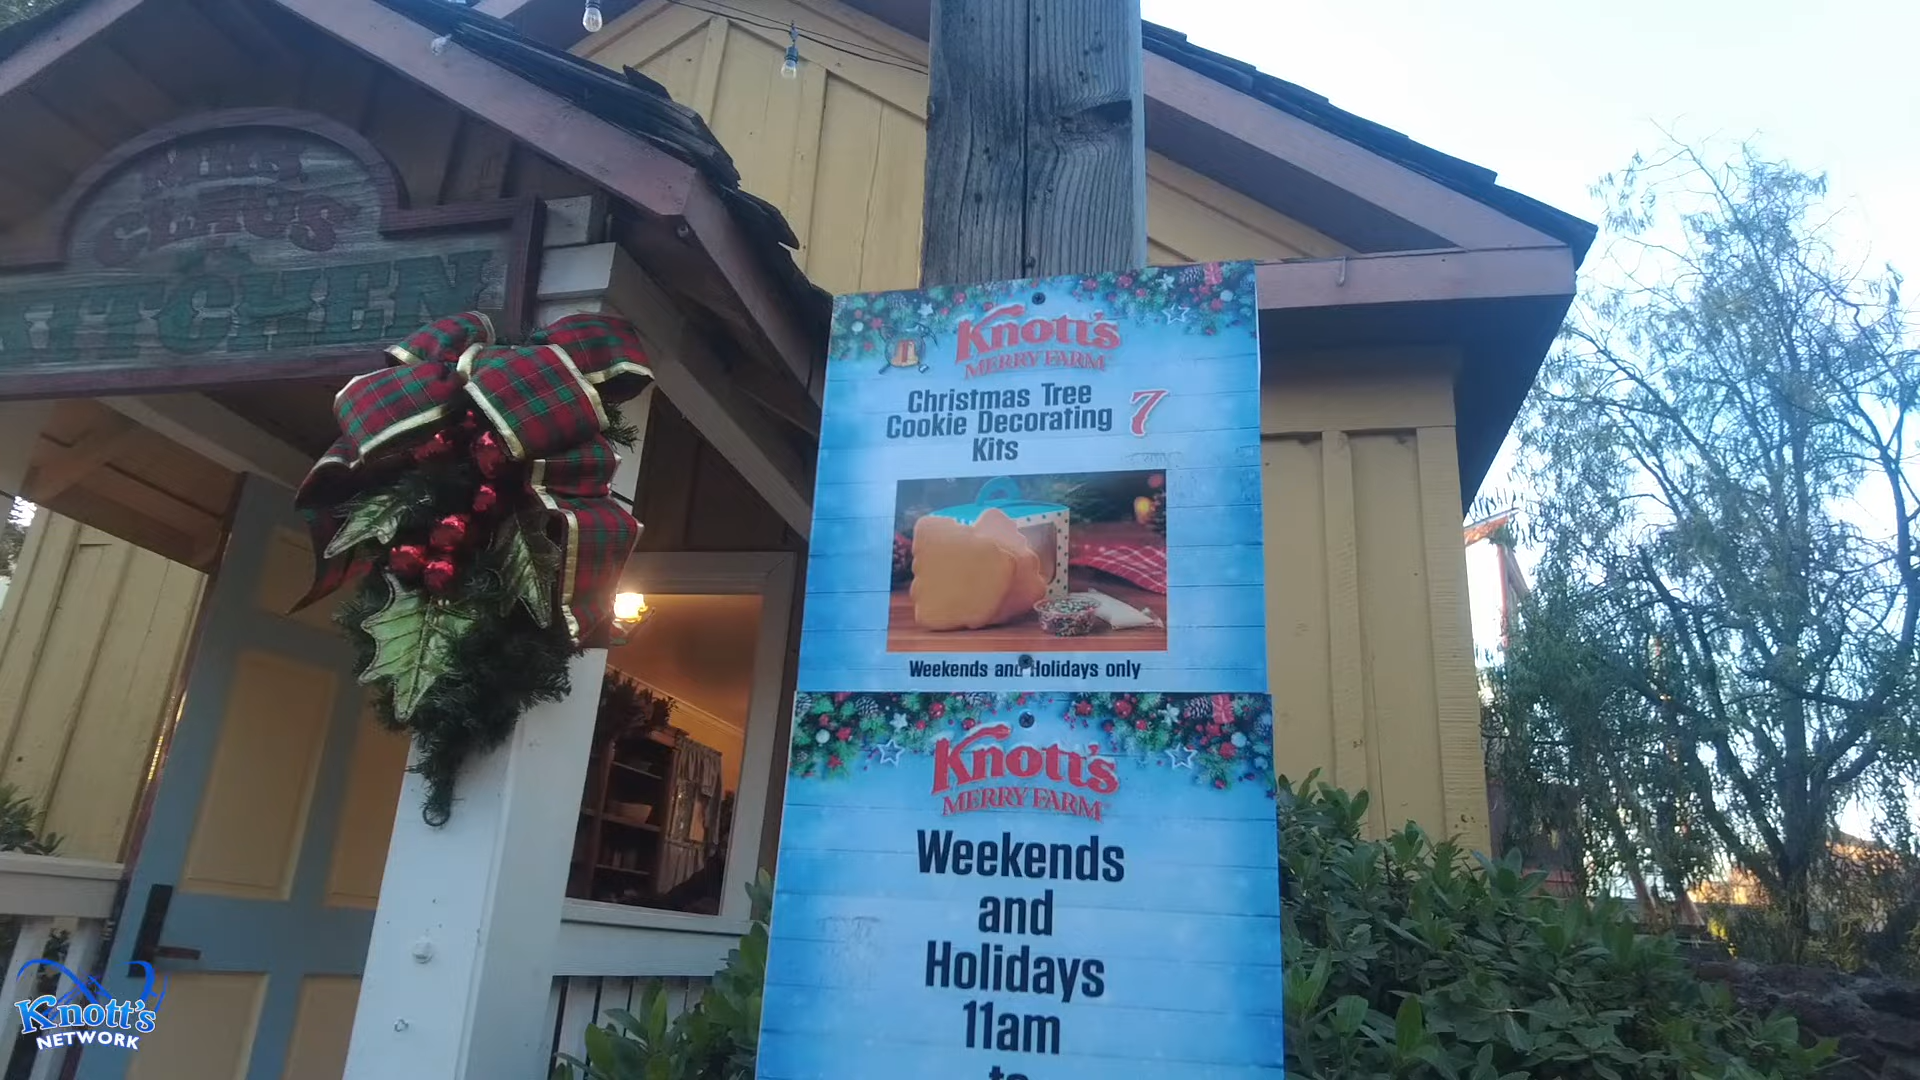 MRS
CLAUS
KITCHEN
Knott's
MERRY FARM
Christmas Tree
Cookie Decorating 7
Kits
Weekends and Holidays only
Knott's
MERRY FARM
Weekends
and
Holidays
11am
to
Knott's
NETWORK